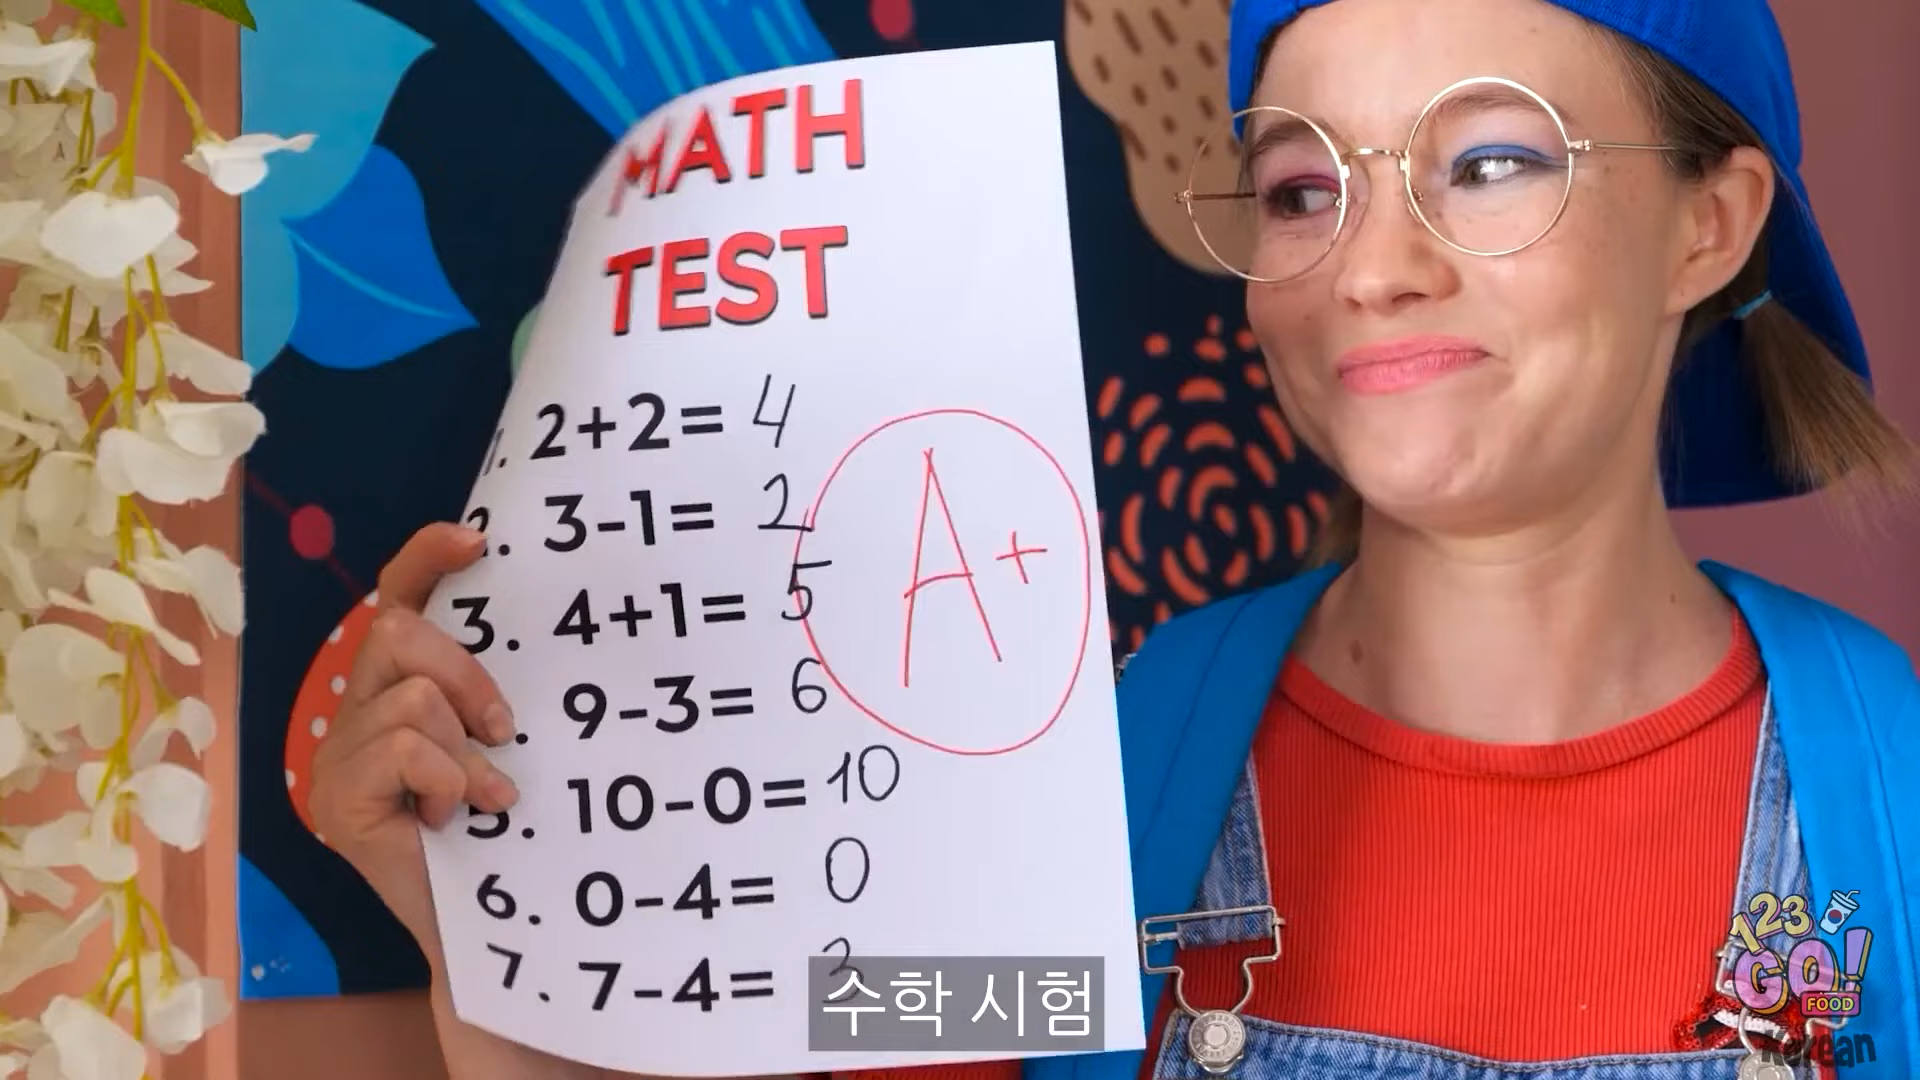 MATH
TEST
1. 2+2= 4
2. 3-1= 2
3. 4+1= 5
. 9-3= 6
5. 10-0= 10
6. 0-4= 0
7. 7-4= 3
A+
수학 시험
123
GO!
FOOD
Korean